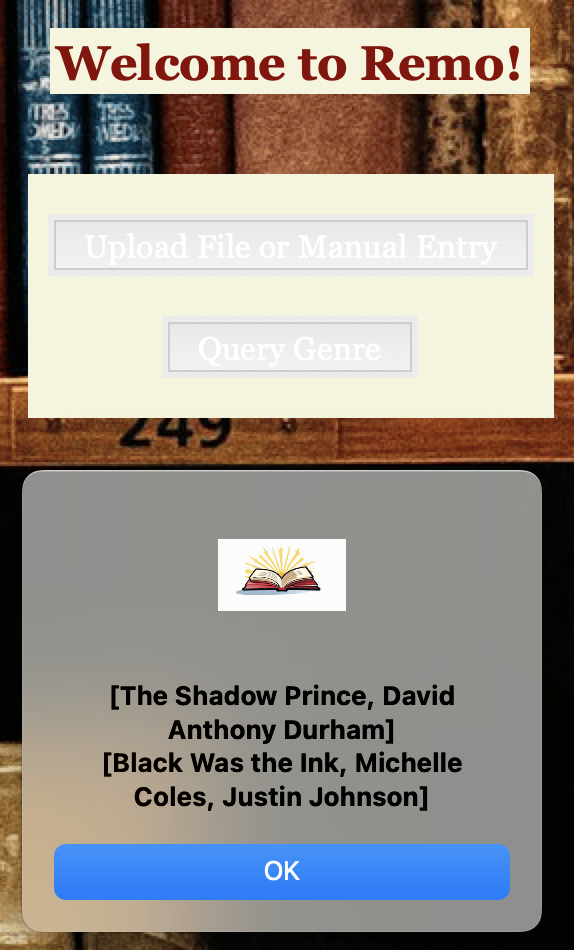 Welcome to Remo!
Upload File or Manual Entry
Query Genre
249
[The Shadow Prince, David
Anthony Durham]
[Black Was the Ink, Michelle
Coles, Justin Johnson]
OK